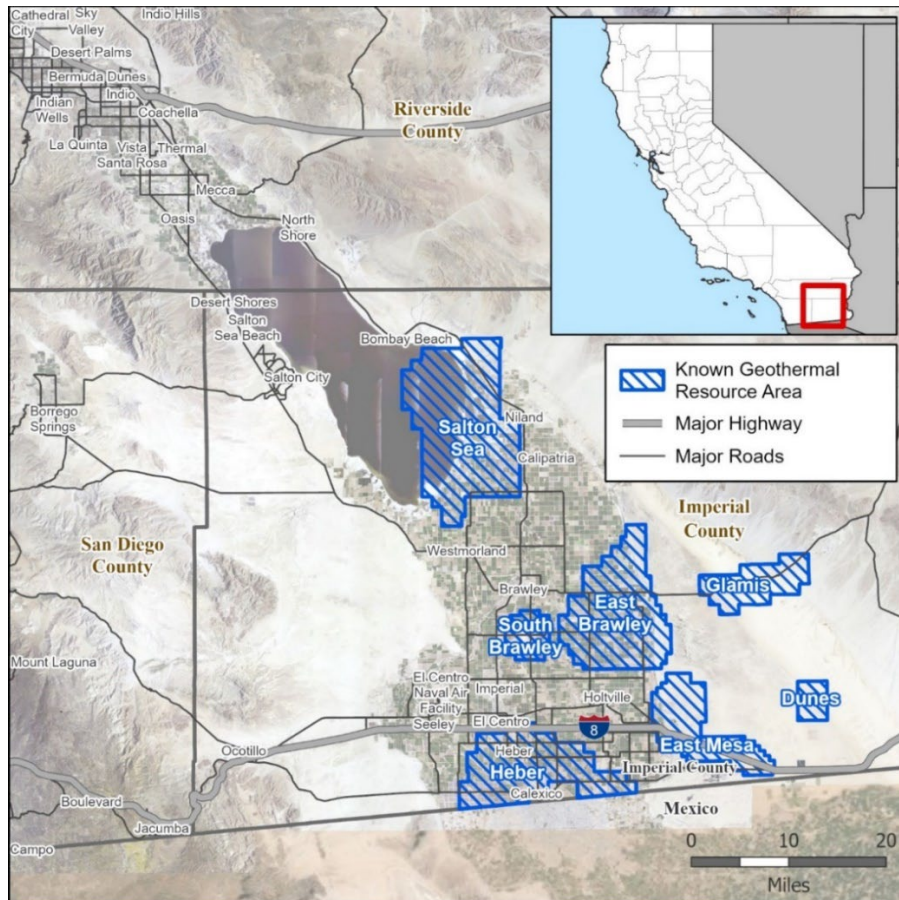 Cathedral
City
Sky
Valley
Indio Hills
Desert Palms
Bermuda Dunes
Indian
Wells
Indio
Coachella
La Quinta
Vista
Santa Rosa
Thermal
Mecca
Oasis
North
Shore
Riverside
County
Desert Shores
Salton
Sea Beach
Bombay Beach
Salton City
Borrego
Springs
Salton
Sea
Niland
Calipatria
Known Geothermal
Resource Area
Major Highway
Major Roads
Imperial
County
San Diego
County
Westmorland
Brawley
South
Brawley
East
Brawley
Glamis
Mount Laguna
El Centro
Naval Air
Facility
Seeley
Imperial
Holtville
Dunes
El Centro
8
Ocotillo
Heber
Heber
East Mesa
Imperial County
Calexico
Mexico
Boulevard
Jacumba
Campo
0
10
20
Miles